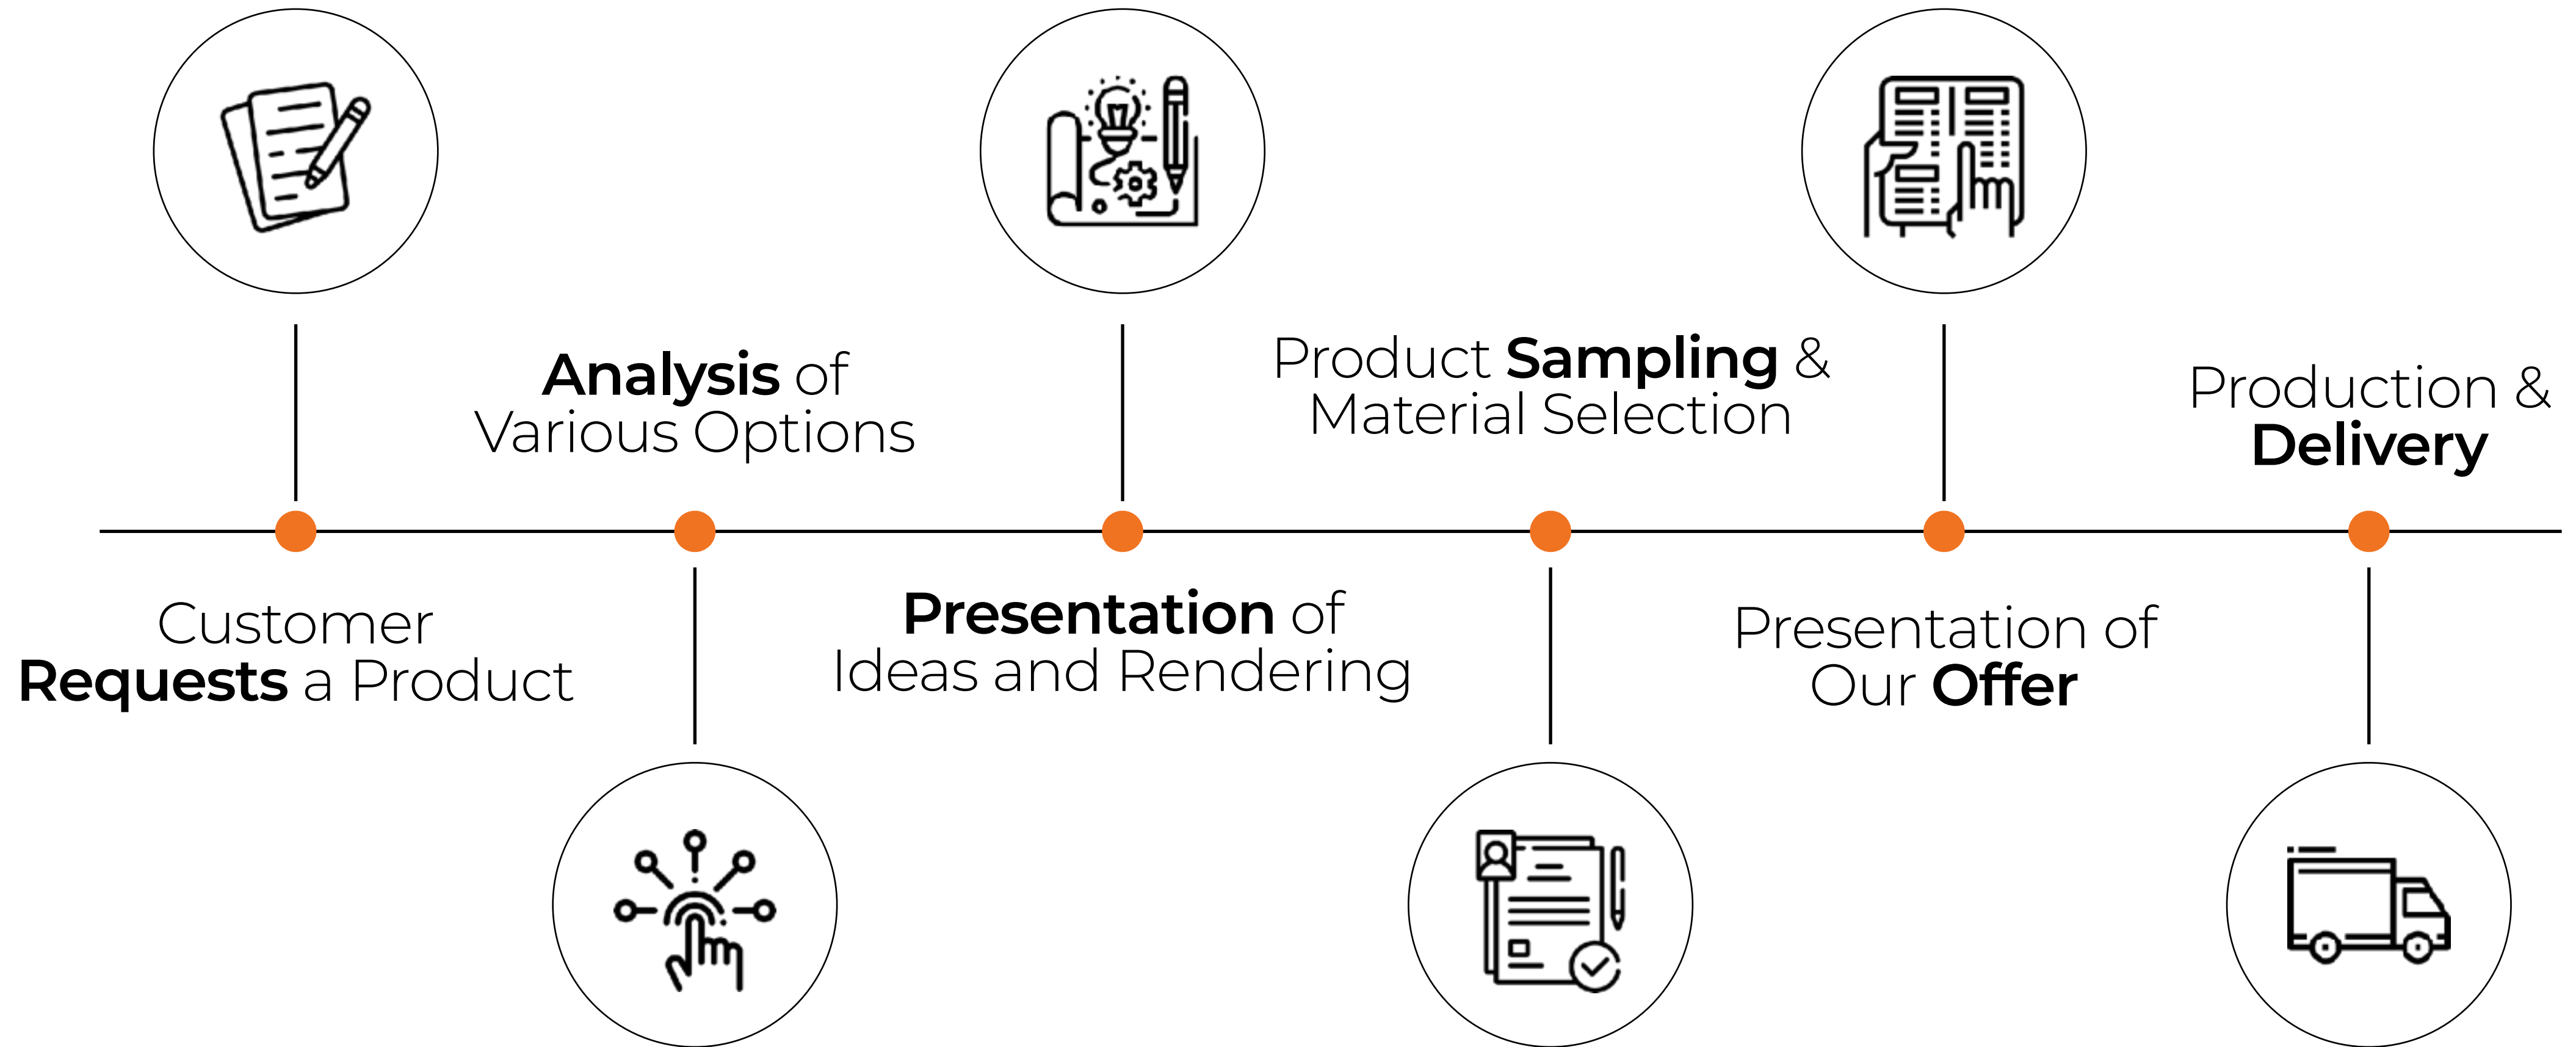 Customer
Requests a Product
Analysis of
Various Options
Presentation of
Ideas and Rendering
Product Sampling &
Material Selection
Presentation of
Our Offer
Production &
Delivery